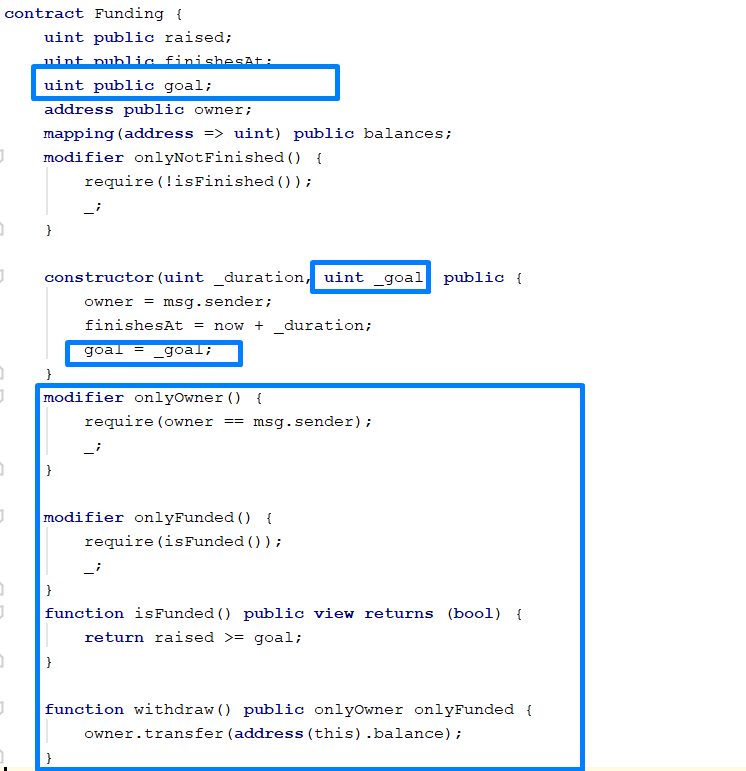 contract Funding {
uint public raised;
uint public finishesAt;
uint public goal;
address public owner;
mapping(address => uint) public balances;
modifier onlyNotFinished() {
require(!isFinished());
_;
}
constructor(uint _duration, uint _goal public {
owner = msg.sender;
finishesAt = now + _duration;
goal = _goal;
}
modifier onlyOwner() {
require(owner == msg.sender);
_;
}
modifier onlyFunded() {
require(isFunded());
_;
}
function isFunded() public view returns (bool) {
return raised >= goal;
}
function withdraw() public onlyOwner onlyFunded {
owner.transfer(address(this).balance);
}